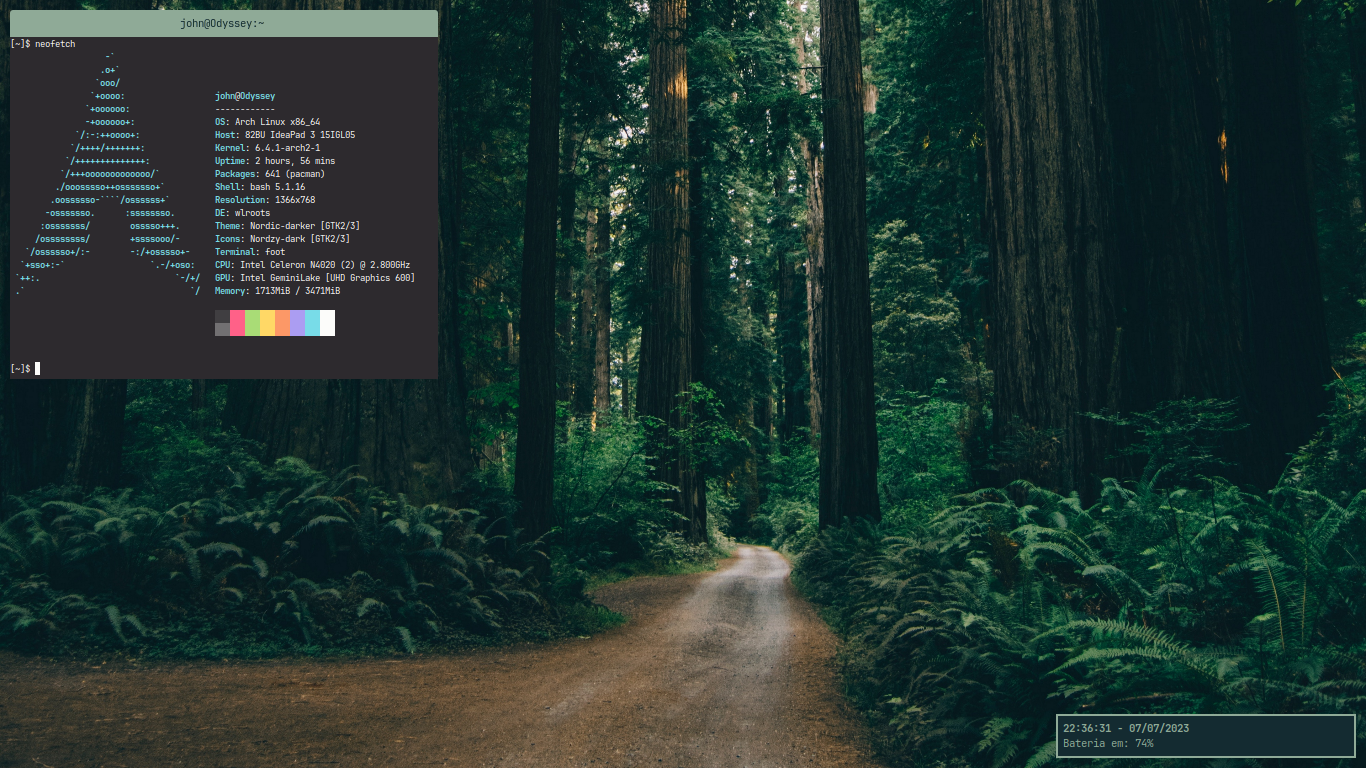 john@Odyssey:~
[~]$ neofetch
-`
.o+`
`ooo/
`+oooo:
`+oooooo:
-+oooooo+:
`/:-:++oooo+:
`/++++/+++++++:
`/++++++++++++++:
`/+++ooooooooooooo/`
./ooosssso++osssssso+`
.oossssso-````/ossssss+`
-osssssso. :ssssssso.
:osssssss/ osssso+++.
/ossssssss/ +ssssooo/-
`/ossssso+/:- -:/+osssso+-
`+sso+:-` `.-/+oso:
`++:. `-/+/
.` `/
john@Odyssey
------------
OS: Arch Linux x86_64
Host: 82BU IdeaPad 3 15IGL05
Kernel: 6.4.1-arch2-1
Uptime: 2 hours, 56 mins
Packages: 641 (pacman)
Shell: bash 5.1.16
Resolution: 1366x768
DE: wlroots
Theme: Nordic-darker [GTK2/3]
Icons: Nordzy-dark [GTK2/3]
Terminal: foot
CPU: Intel Celeron N4020 (2) @ 2.800GHz
GPU: Intel GeminiLake [UHD Graphics 600]
Memory: 1713MiB / 3471MiB
[~]$
22:36:31 - 07/07/2023
Bateria em: 74%